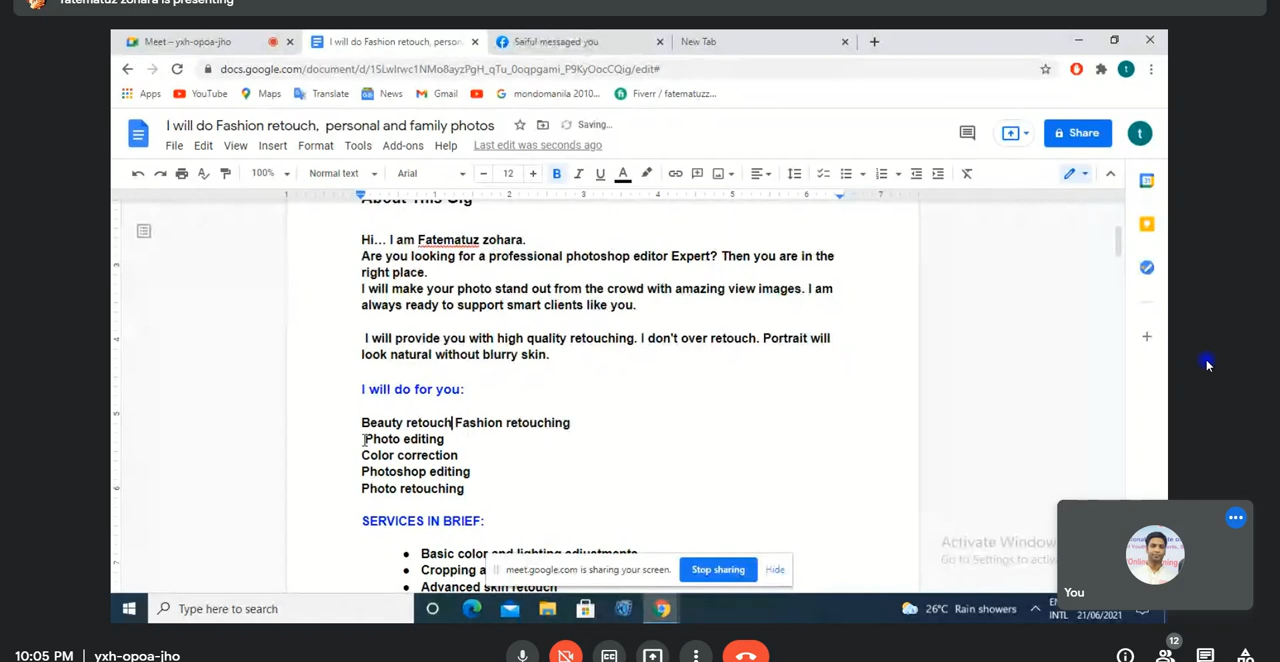 fatematuz zohara is presenting
Meet – yxh-opoa-jho
I will do Fashion retouch, person
Saiful messaged you
New Tab
docs.google.com/document/d/1SLwIrwc1NMo8ayzPgH_qTu_0oqpgami_P9KyOocCQig/edit#
Apps YouTube Maps Translate News Gmail mondomanila 2010... Fiverr / fatematuzz...
I will do Fashion retouch, personal and family photos
Saving...
File Edit View Insert Format Tools Add-ons Help Last edit was seconds ago
Share
t
100% Normal text Arial 12
About This Gig
Hi... I am Fatematuz zohara.
Are you looking for a professional photoshop editor Expert? Then you are in the
right place.
I will make your photo stand out from the crowd with amazing view images. I am
always ready to support smart clients like you.
I will provide you with high quality retouching. I don't over retouch. Portrait will
look natural without blurry skin.
I will do for you:
Beauty retouch Fashion retouching
Photo editing
Color correction
Photoshop editing
Photo retouching
SERVICES IN BRIEF:
Basic color and lighting adjustments
Cropping a
Advanced skin retouch
meet.google.com is sharing your screen.
Stop sharing
Hide
Activate Window
Go to Settings to activ
You
Type here to search
26°C Rain showers
INTL 21/06/2021
10:05 PM | yxh-opoa-jho
12